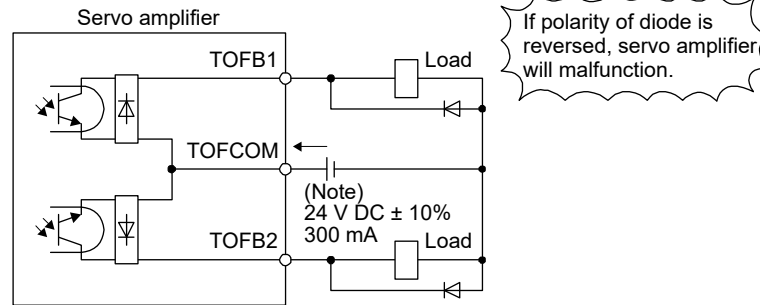 Servo amplifier
If polarity of diode is
reversed, servo amplifier
will malfunction.
TOFB1
Load
TOFCOM
(Note)
24 V DC ± 10%
300 mA
TOFB2
Load